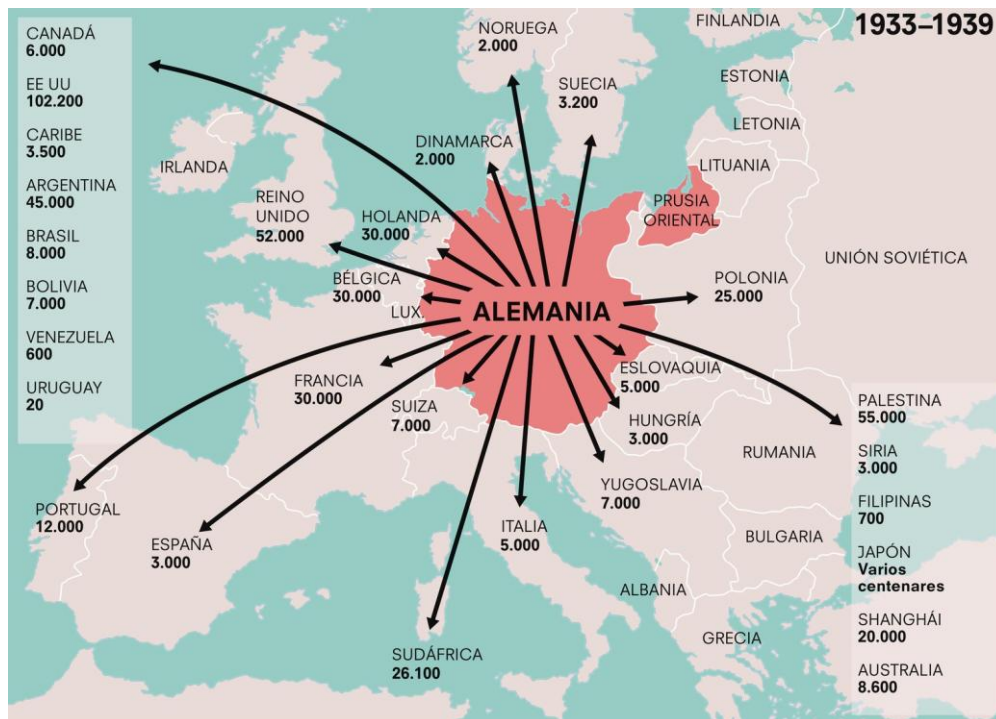 1933–1939
CANADÁ
6.000
EE UU
102.200
CARIBE
3.500
ARGENTINA
45.000
BRASIL
8.000
BOLIVIA
7.000
VENEZUELA
600
URUGUAY
20
NORUEGA
2.000
FINLANDIA
SUECIA
3.200
ESTONIA
LETONIA
LITUANIA
DINAMARCA
2.000
IRLANDA
REINO
UNIDO
52.000
HOLANDA
30.000
PRUSIA
ORIENTAL
UNIÓN SOVIÉTICA
BÉLGICA
30.000
LUX.
ALEMANIA
POLONIA
25.000
FRANCIA
30.000
SUIZA
7.000
ESLOVAQUIA
5.000
HUNGRÍA
3.000
RUMANIA
YUGOSLAVIA
7.000
PORTUGAL
12.000
ESPAÑA
3.000
ITALIA
5.000
BULGARIA
ALBANIA
GRECIA
SUDÁFRICA
26.100
PALESTINA
55.000
SIRIA
3.000
FILIPINAS
700
JAPÓN
Varios
centenares
SHANGHÁI
20.000
AUSTRALIA
8.600